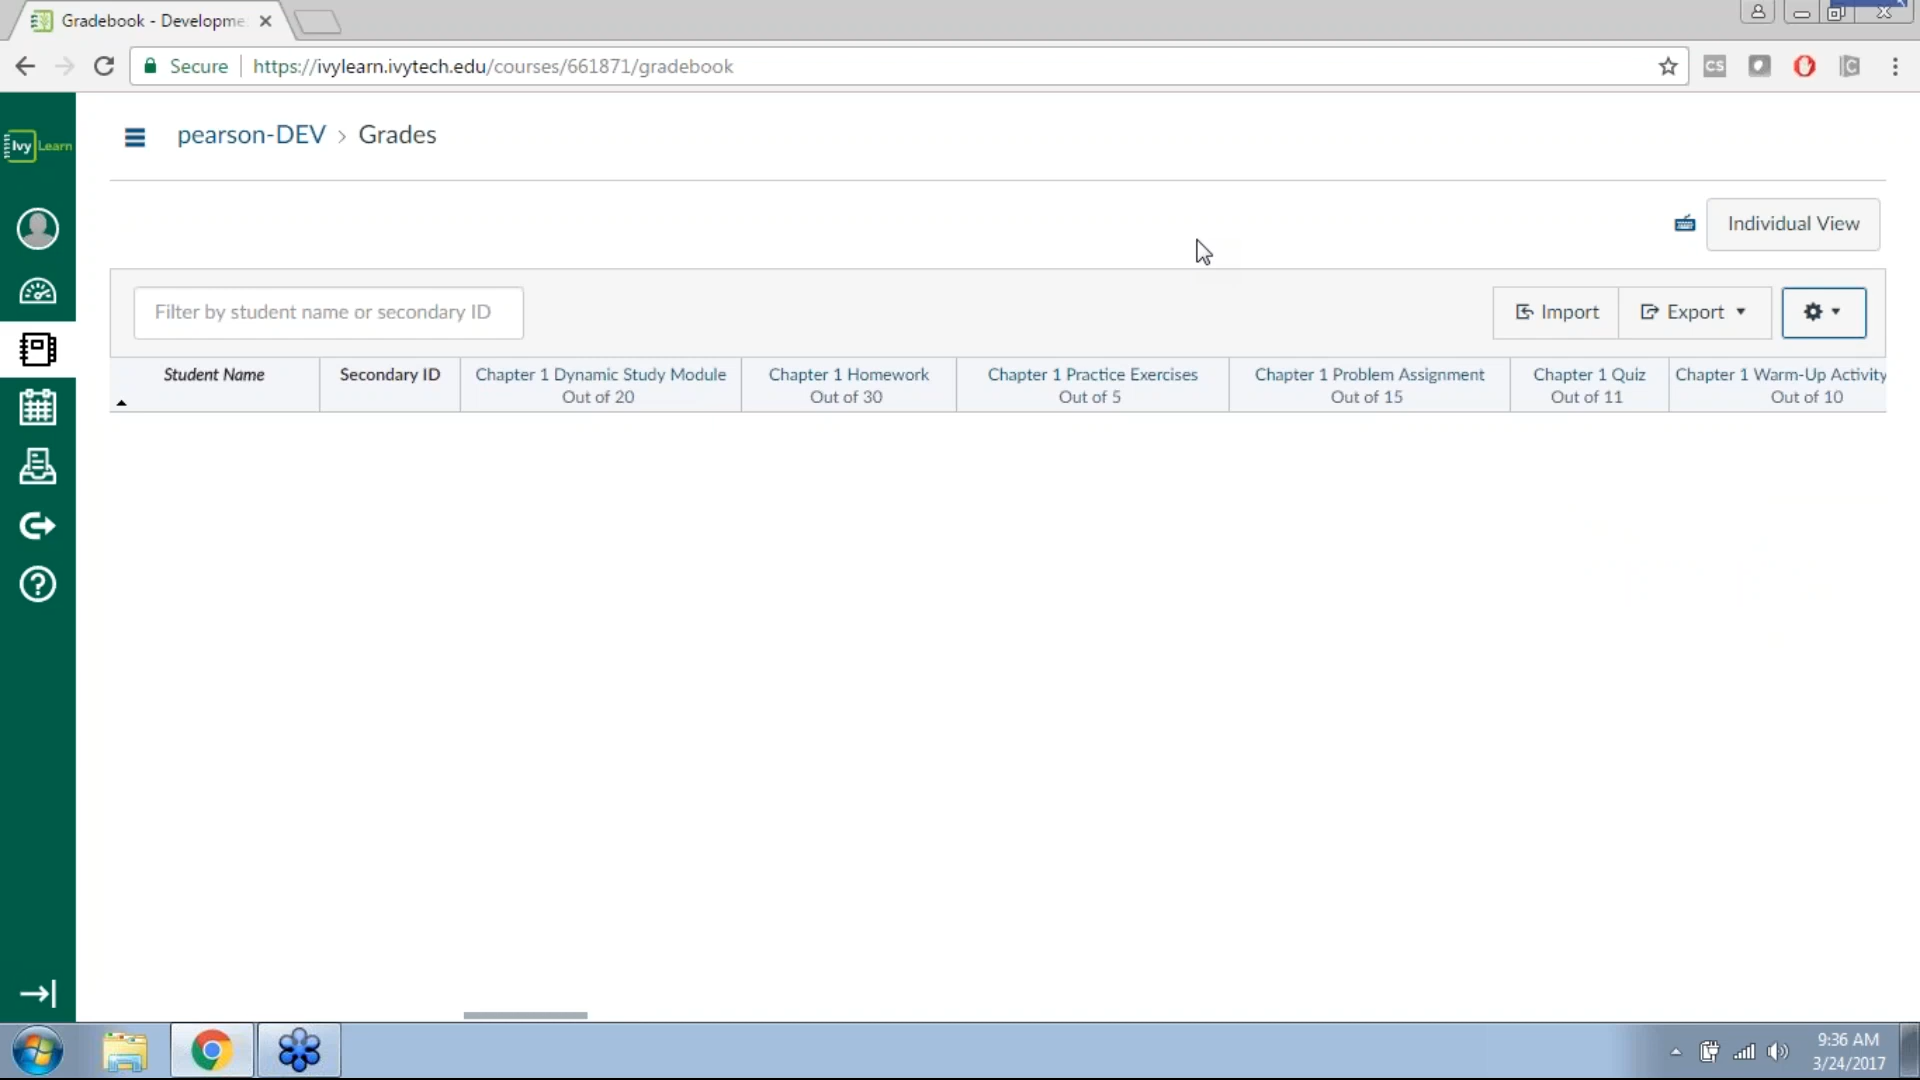 Gradebook - Developme
Secure
https://ivylearn.ivytech.edu/courses/661871/gradebook
CS
C
Ivy Learn
pearson-DEV > Grades
Individual View
Filter by student name or secondary ID
Import
Export
Student Name
Secondary ID
Chapter 1 Dynamic Study Module
Out of 20
Chapter 1 Homework
Out of 30
Chapter 1 Practice Exercises
Out of 5
Chapter 1 Problem Assignment
Out of 15
Chapter 1 Quiz
Out of 11
Chapter 1 Warm-Up Activity
Out of 10
9:36 AM
3/24/2017